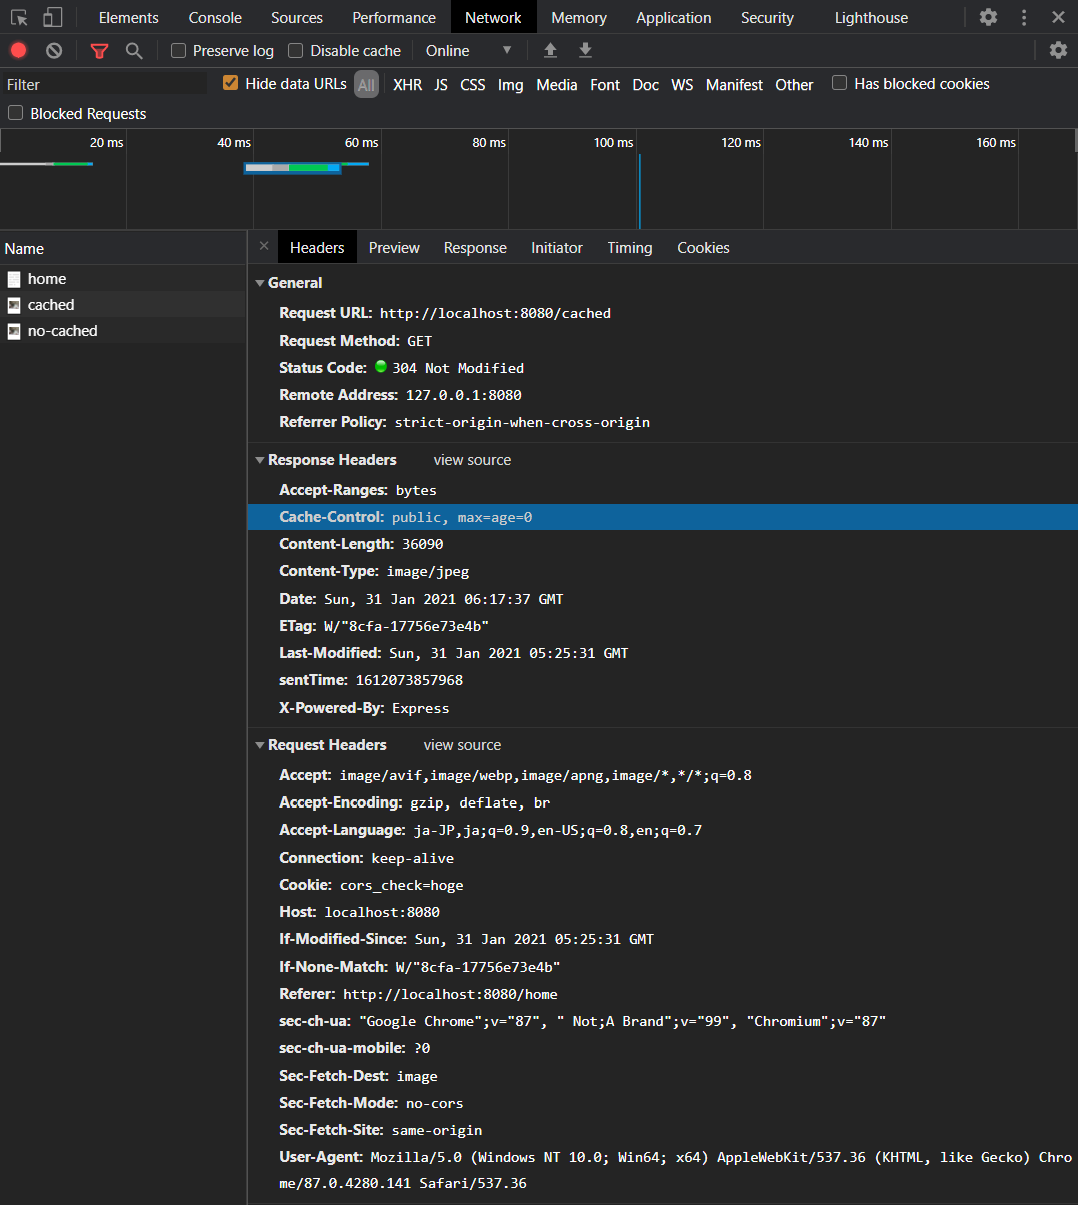 Elements Console Sources Performance Network Memory Application Security Lighthouse
Preserve log Disable cache Online
Filter Hide data URLs All XHR JS CSS Img Media Font Doc WS Manifest Other Has blocked cookies
Blocked Requests
20 ms 40 ms 60 ms 80 ms 100 ms 120 ms 140 ms 160 ms
Name
home
cached
no-cached
Headers Preview Response Initiator Timing Cookies
General
Request URL: http://localhost:8080/cached
Request Method: GET
Status Code: 304 Not Modified
Remote Address: 127.0.0.1:8080
Referrer Policy: strict-origin-when-cross-origin
Response Headers view source
Accept-Ranges: bytes
Cache-Control: public, max=age=0
Content-Length: 36090
Content-Type: image/jpeg
Date: Sun, 31 Jan 2021 06:17:37 GMT
ETag: W/"8cfa-17756e73e4b"
Last-Modified: Sun, 31 Jan 2021 05:25:31 GMT
sentTime: 1612073857968
X-Powered-By: Express
Request Headers view source
Accept: image/avif,image/webp,image/apng,image/*,*/*;q=0.8
Accept-Encoding: gzip, deflate, br
Accept-Language: ja-JP,ja;q=0.9,en-US;q=0.8,en;q=0.7
Connection: keep-alive
Cookie: cors_check=hoge
Host: localhost:8080
If-Modified-Since: Sun, 31 Jan 2021 05:25:31 GMT
If-None-Match: W/"8cfa-17756e73e4b"
Referer: http://localhost:8080/home
sec-ch-ua: "Google Chrome";v="87", " Not;A Brand";v="99", "Chromium";v="87"
sec-ch-ua-mobile: ?0
Sec-Fetch-Dest: image
Sec-Fetch-Mode: no-cors
Sec-Fetch-Site: same-origin
User-Agent: Mozilla/5.0 (Windows NT 10.0; Win64; x64) AppleWebKit/537.36 (KHTML, like Gecko) Chro
me/87.0.4280.141 Safari/537.36